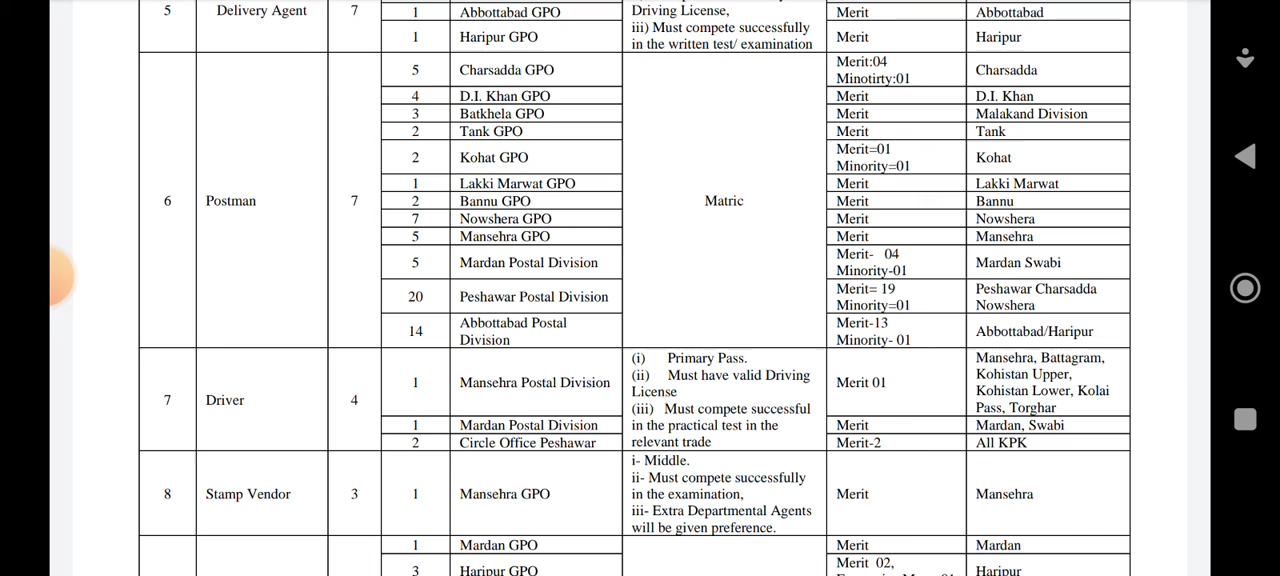 5 Delivery Agent 7 1 Abbottabad GPO Driving License, Merit Abbottabad
iii) Must compete successfully
1 Haripur GPO in the written test/ examination Merit Haripur
6 Postman 7 Matric
5 Charsadda GPO Merit:04 Charsadda
Minotirty:01
4 D.I. Khan GPO Merit D.I. Khan
3 Batkhela GPO Merit Malakand Division
2 Tank GPO Merit Tank
2 Kohat GPO Merit=01 Kohat
Minority=01
1 Lakki Marwat GPO Merit Lakki Marwat
2 Bannu GPO Merit Bannu
7 Nowshera GPO Merit Nowshera
5 Mansehra GPO Merit Mansehra
5 Mardan Postal Division Merit- 04 Mardan Swabi
Minority-01
20 Peshawar Postal Division Merit= 19 Peshawar Charsadda
Minority=01 Nowshera
14 Abbottabad Postal Merit-13 Abbottabad/Haripur
Division Minority- 01
7 Driver 4
(i) Primary Pass.
(ii) Must have valid Driving
License
(iii) Must compete successful
in the practical test in the
relevant trade
1 Mansehra Postal Division Merit 01 Mansehra, Battagram,
Kohistan Upper,
Kohistan Lower, Kolai
Pass, Torghar
1 Mardan Postal Division Merit Mardan, Swabi
2 Circle Office Peshawar Merit-2 All KPK
8 Stamp Vendor 3 1 Mansehra GPO
i- Middle.
ii- Must compete successfully
in the examination,
iii- Extra Departmental Agents
will be given preference.
Merit Mansehra
1 Mardan GPO Merit Mardan
3 Haripur GPO Merit 02, Haripur